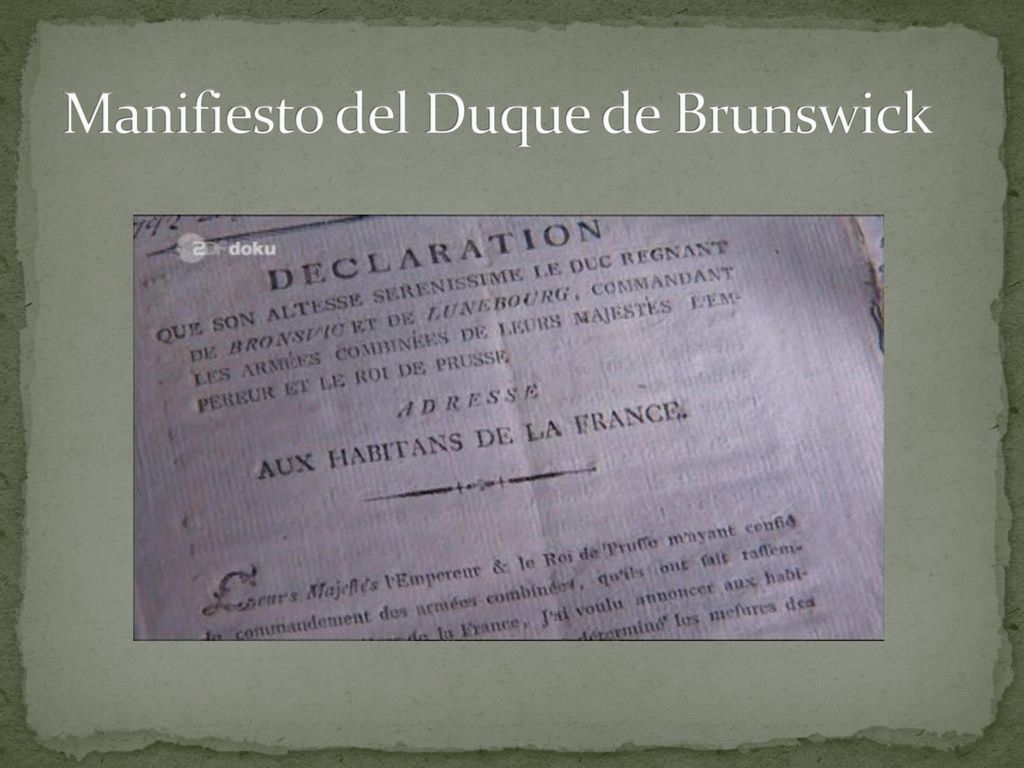 Manifiesto del Duque de Brunswick
ZDFdoku
DECLARATION
QUE SON ALTESSE SERENISSIME LE DUC REGNANT
DE BRONSVIC ET DE LUNEBOURG, COMMANDANT
LES ARMÉES COMBINÉES DE LEURS MAJESTÉS L'EM-
PEREUR ET LE ROI DE PRUSSE
ADRESSE
AUX HABITANS DE LA FRANCE.
Leurs Majeſtés l'Empereur & le Roi de Pruſſe m'ayant confié
le commandement des armées combinées, qu'ils ont fait raſſem-
de la France, J'ai voulu annoncer aux habi-
déterminé les meſures des